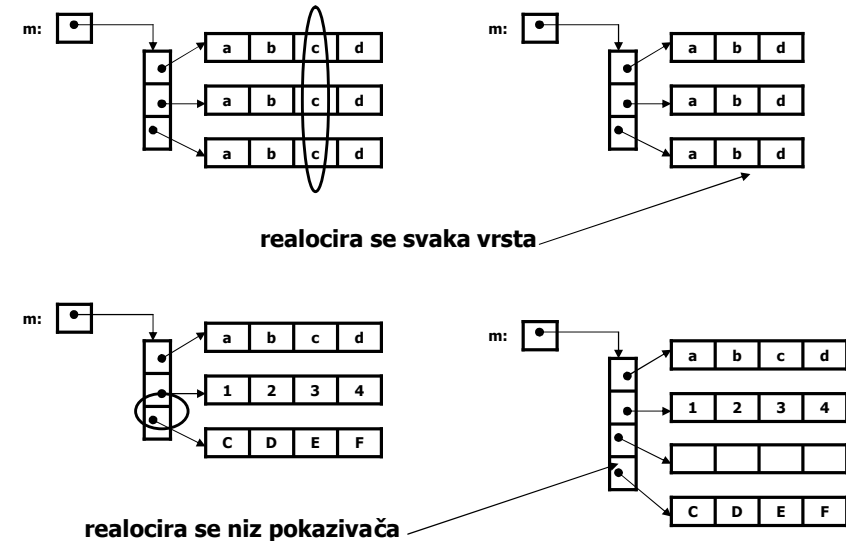 m:
a b c d
a b c d
a b c d
m:
a b d
a b d
a b d
realocira se svaka vrsta
m:
a b c d
1 2 3 4
C D E F
m:
a b c d
1 2 3 4
C D E F
realocira se niz pokazivača